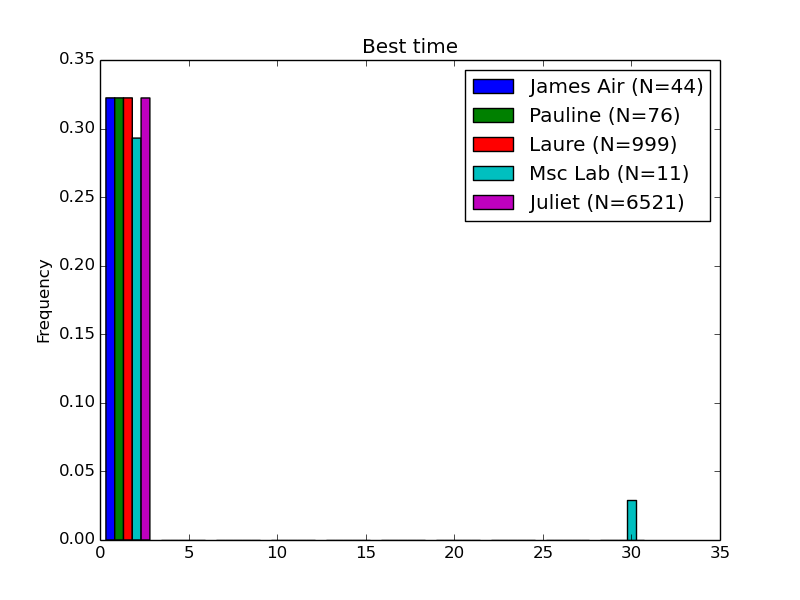 Best time
0.35
0.30
0.25
0.20
0.15
0.10
0.05
0.00
Frequency
James Air (N=44)
Pauline (N=76)
Laure (N=999)
Msc Lab (N=11)
Juliet (N=6521)
0 5 10 15 20 25 30 35